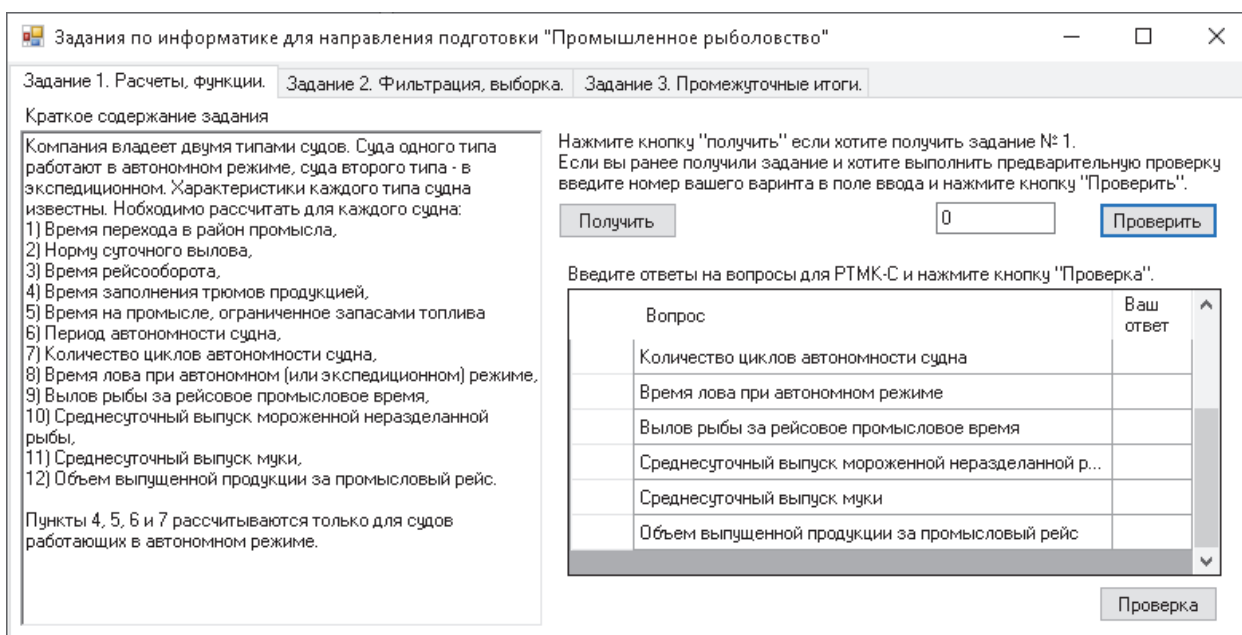 Задания по информатике для направления подготовки "Промышленное рыболовство"
Задание 1. Расчеты, функции.
Задание 2. Фильтрация, выборка.
Задание 3. Промежуточные итоги.
Краткое содержание задания
Компания владеет двумя типами судов. Суда одного типа
работают в автономном режиме, суда второго типа - в
экспедиционном. Характеристики каждого типа судна
известны. Нобходимо рассчитать для каждого судна:
1) Время перехода в район промысла,
2) Норму суточного вылова,
3) Время рейсооборота,
4) Время заполнения трюмов продукцией,
5) Время на промысле, ограниченное запасами топлива
6) Период автономности судна,
7) Количество циклов автономности судна,
8) Время лова при автономном (или экспедиционном) режиме,
9) Вылов рыбы за рейсовое промысловое время,
10) Среднесуточный выпуск мороженной неразделанной
рыбы,
11) Среднесуточный выпуск муки,
12) Объем выпущенной продукции за промысловый рейс.
Пункты 4, 5, 6 и 7 рассчитываются только для судов
работающих в автономном режиме.
Нажмите кнопку "получить" если хотите получить задание № 1.
Если вы ранее получили задание и хотите выполнить предварительную проверку
введите номер вашего варинта в поле ввода и нажмите кнопку "Проверить".
Получить
0
Проверить
Введите ответы на вопросы для РТМК-С и нажмите кнопку "Проверка".
Вопрос
Ваш
ответ
Количество циклов автономности судна
Время лова при автономном режиме
Вылов рыбы за рейсовое промысловое время
Среднесуточный выпуск мороженной неразделанной р...
Среднесуточный выпуск муки
Объем выпущенной продукции за промысловый рейс
Проверка